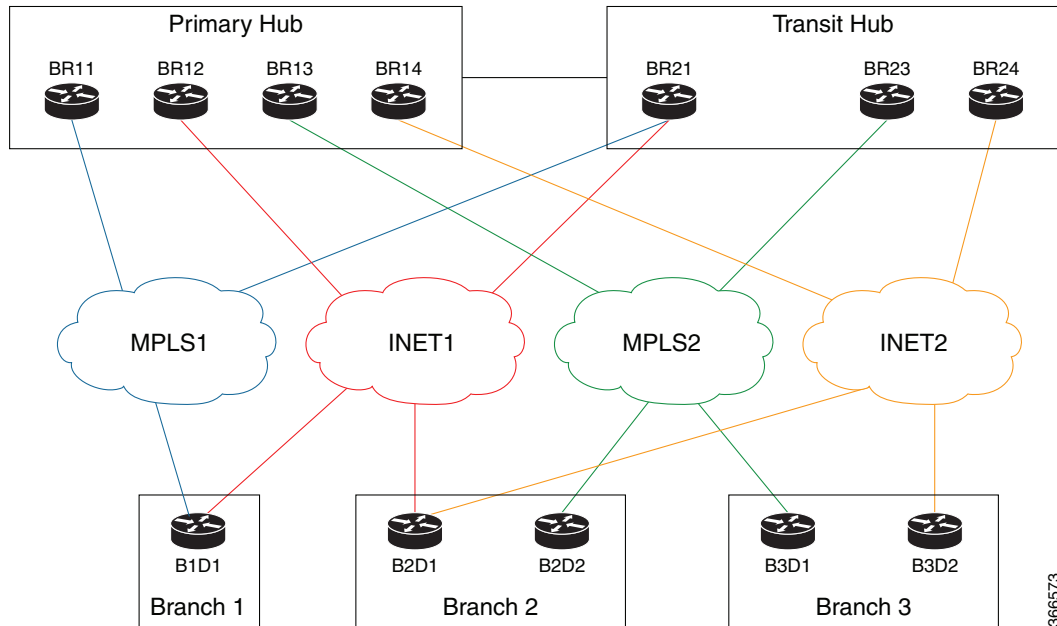 Primary Hub
Transit Hub
BR11 BR12 BR13 BR14
BR21 BR23 BR24
MPLS1 INET1 MPLS2 INET2
B1D1 B2D1 B2D2 B3D1 B3D2
Branch 1 Branch 2 Branch 3
366573